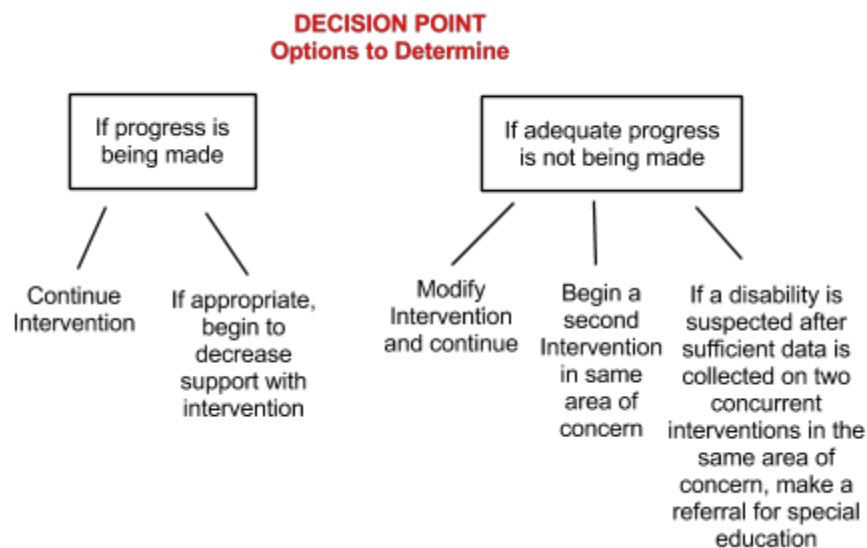 DECISION POINT
Options to Determine
If progress is
being made
Continue
Intervention
If appropriate,
begin to
decrease
support with
intervention
If adequate progress
is not being made
Modify
Intervention
and continue
Begin a
second
Intervention
in same
area of
concern
If a disability is
suspected after
sufficient data is
collected on two
concurrent
interventions in the
same area of
concern, make a
referral for special
education